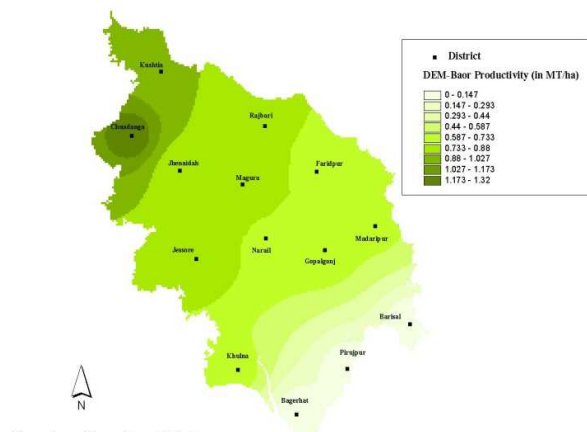 Kushtia
Chuadanga
Rajbari
Jhenaidah
Magura
Faridpur
Madaripur
Narail
Gopalgonj
Jessore
Barisal
Khulna
Pirojpur
Bagerhat
N
District
DEM-Baor Productivity (in MT/ha)
0 - 0.147
0.147 - 0.293
0.293 - 0.44
0.44 - 0.587
0.587 - 0.733
0.733 - 0.88
0.88 - 1.027
1.027 - 1.173
1.173 - 1.32